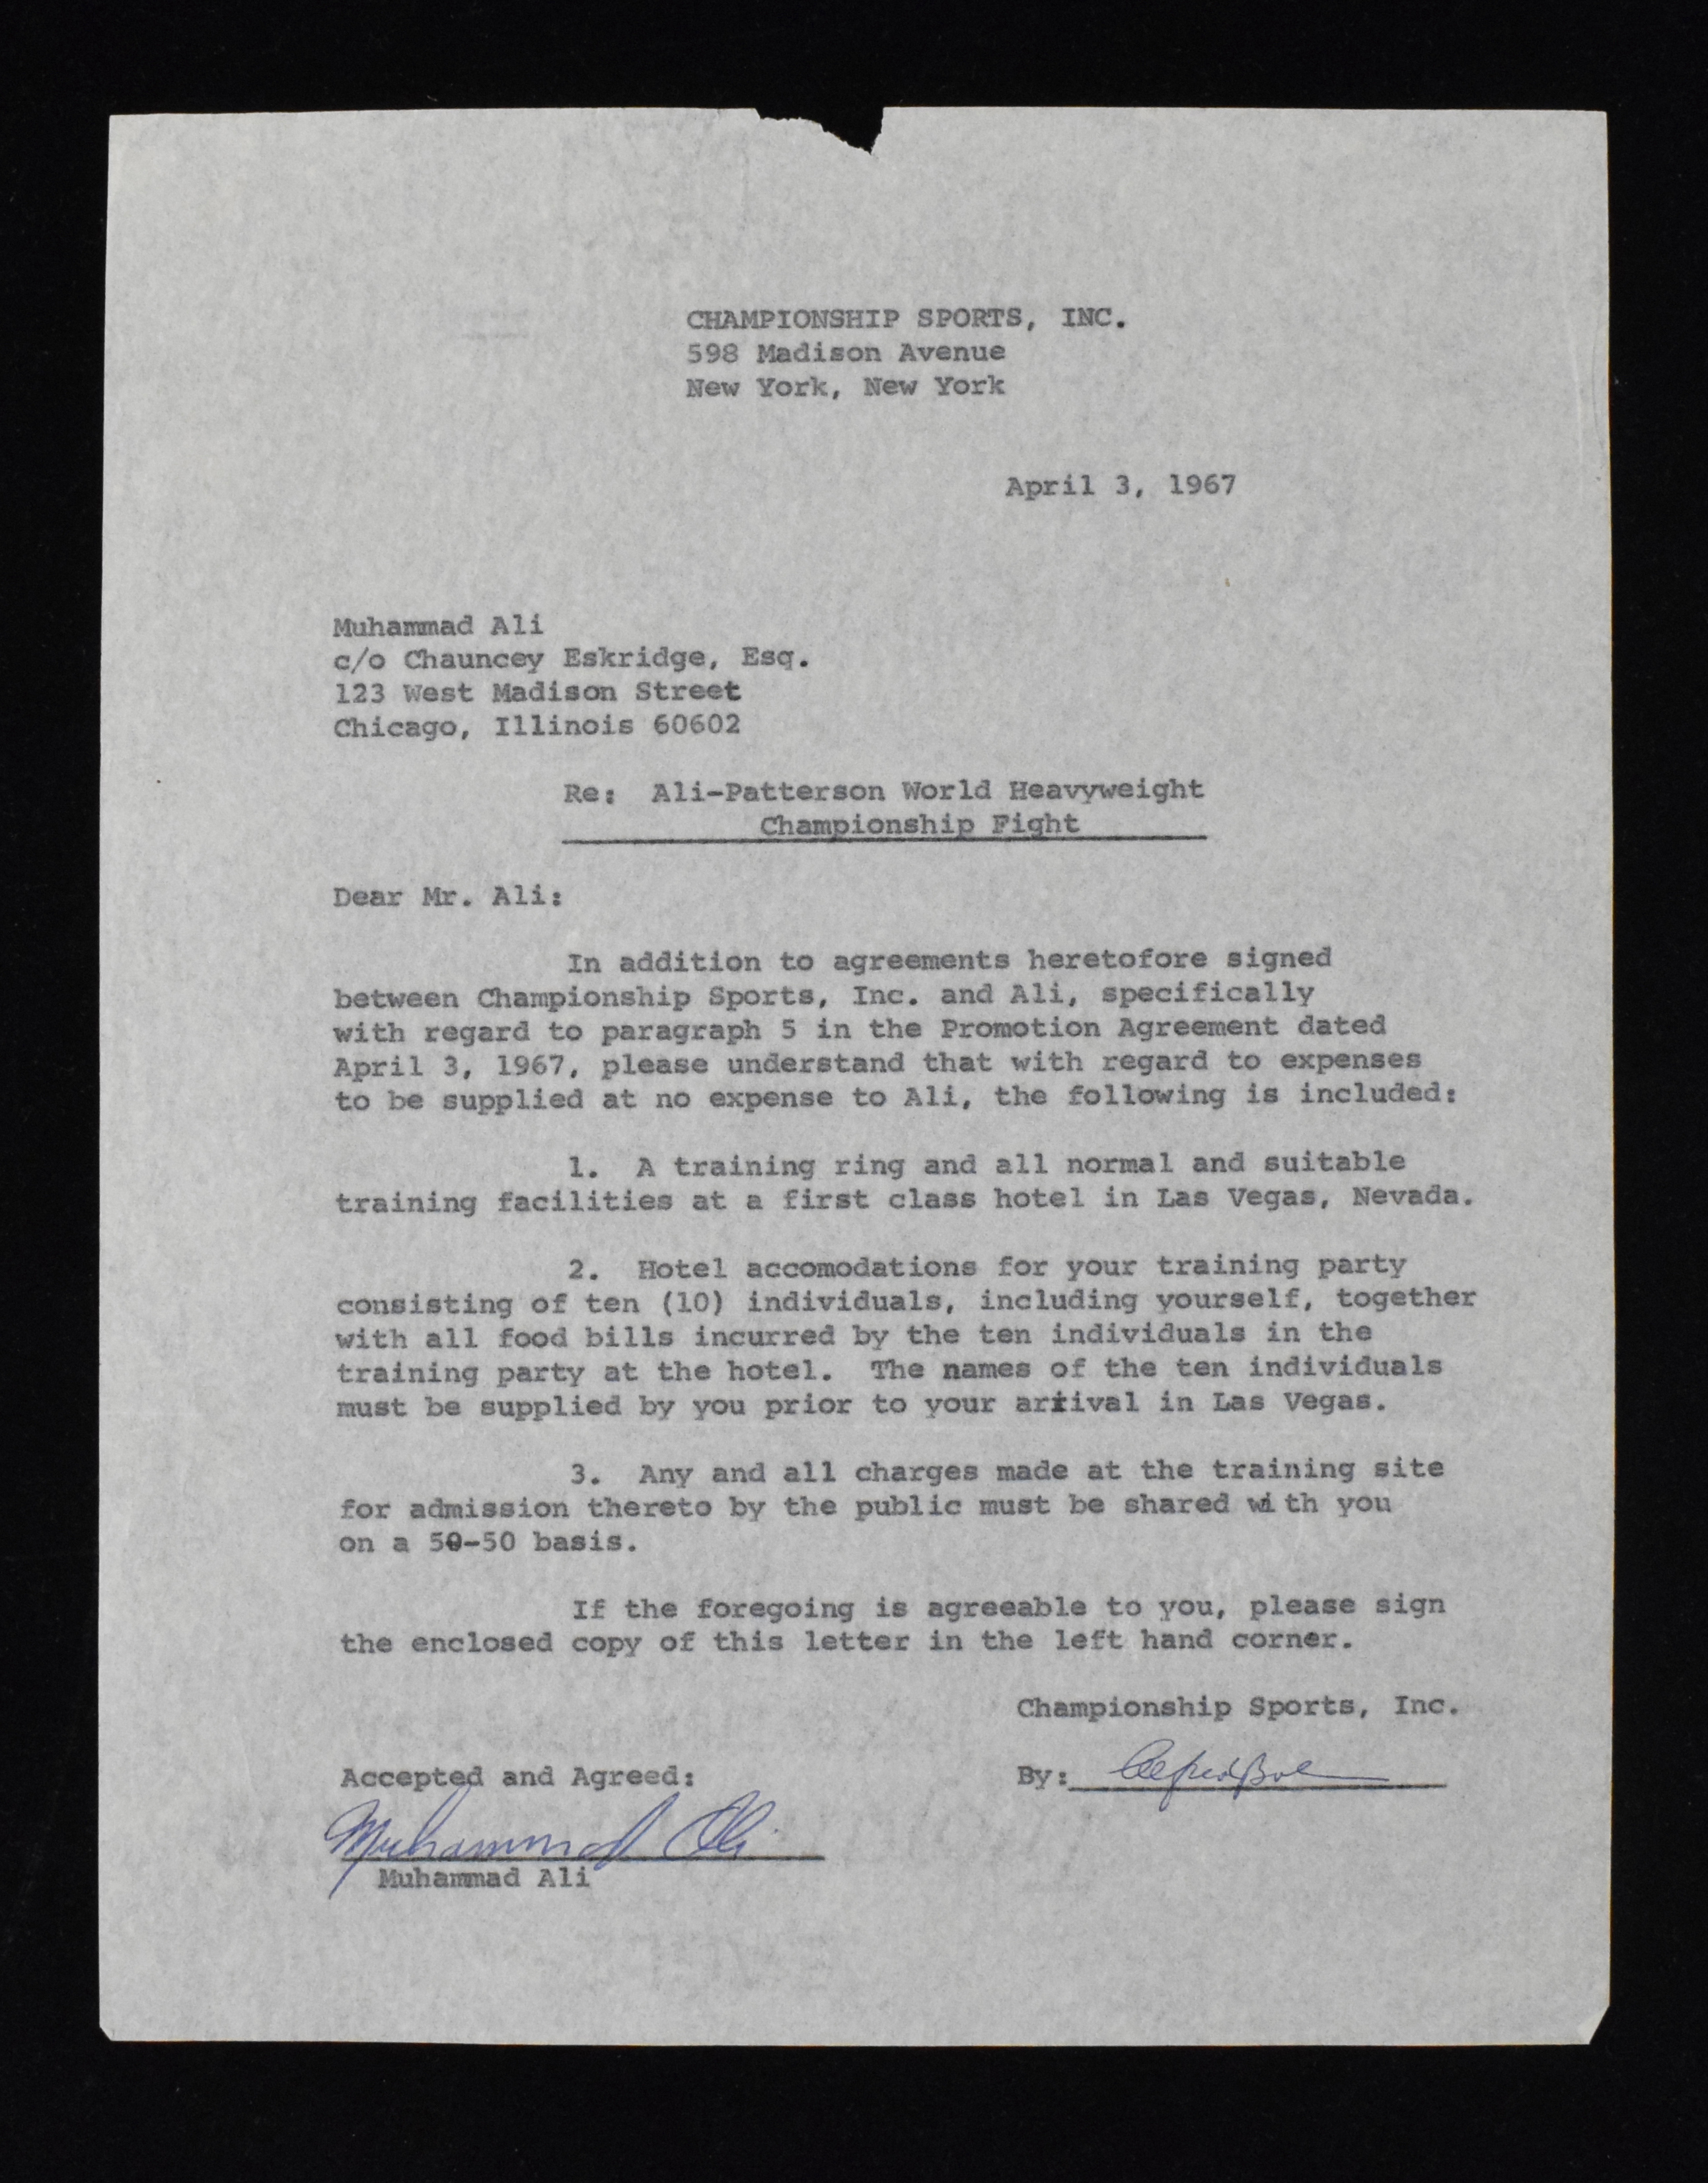 CHAMPIONSHIP SPORTS, INC.
598 Madison Avenue
New York, New York
April 3, 1967
Muhammad Ali
c/o Chauncey Eskridge, Esq.
123 West Madison Street
Chicago, Illinois 60602
Re: Ali-Patterson World Heavyweight
Championship Fight
Dear Mr. Ali:
In addition to agreements heretofore signed
between Championship Sports, Inc. and Ali, specifically
with regard to paragraph 5 in the Promotion Agreement dated
April 3, 1967, please understand that with regard to expenses
to be supplied at no expense to Ali, the following is included:
1. A training ring and all normal and suitable
training facilities at a first class hotel in Las Vegas, Nevada.
2. Hotel accomodations for your training party
consisting of ten (10) individuals, including yourself, together
with all food bills incurred by the ten individuals in the
training party at the hotel. The names of the ten individuals
must be supplied by you prior to your arrival in Las Vegas.
3. Any and all charges made at the training site
for admission thereto by the public must be shared with you
on a 50-50 basis.
If the foregoing is agreeable to you, please sign
the enclosed copy of this letter in the left hand corner.
Championship Sports, Inc.
Accepted and Agreed:
By:
Muhammad Ali
Muhammad Ali